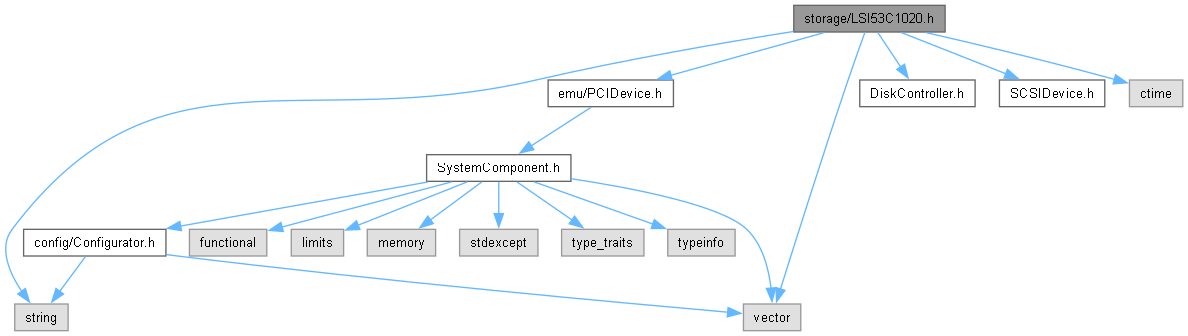 storage/LSI53C1020.h
emu/PCIDevice.h
DiskController.h
SCSIDevice.h
ctime
SystemComponent.h
config/Configurator.h
functional
limits
memory
stdexcept
type_traits
typeinfo
string
vector